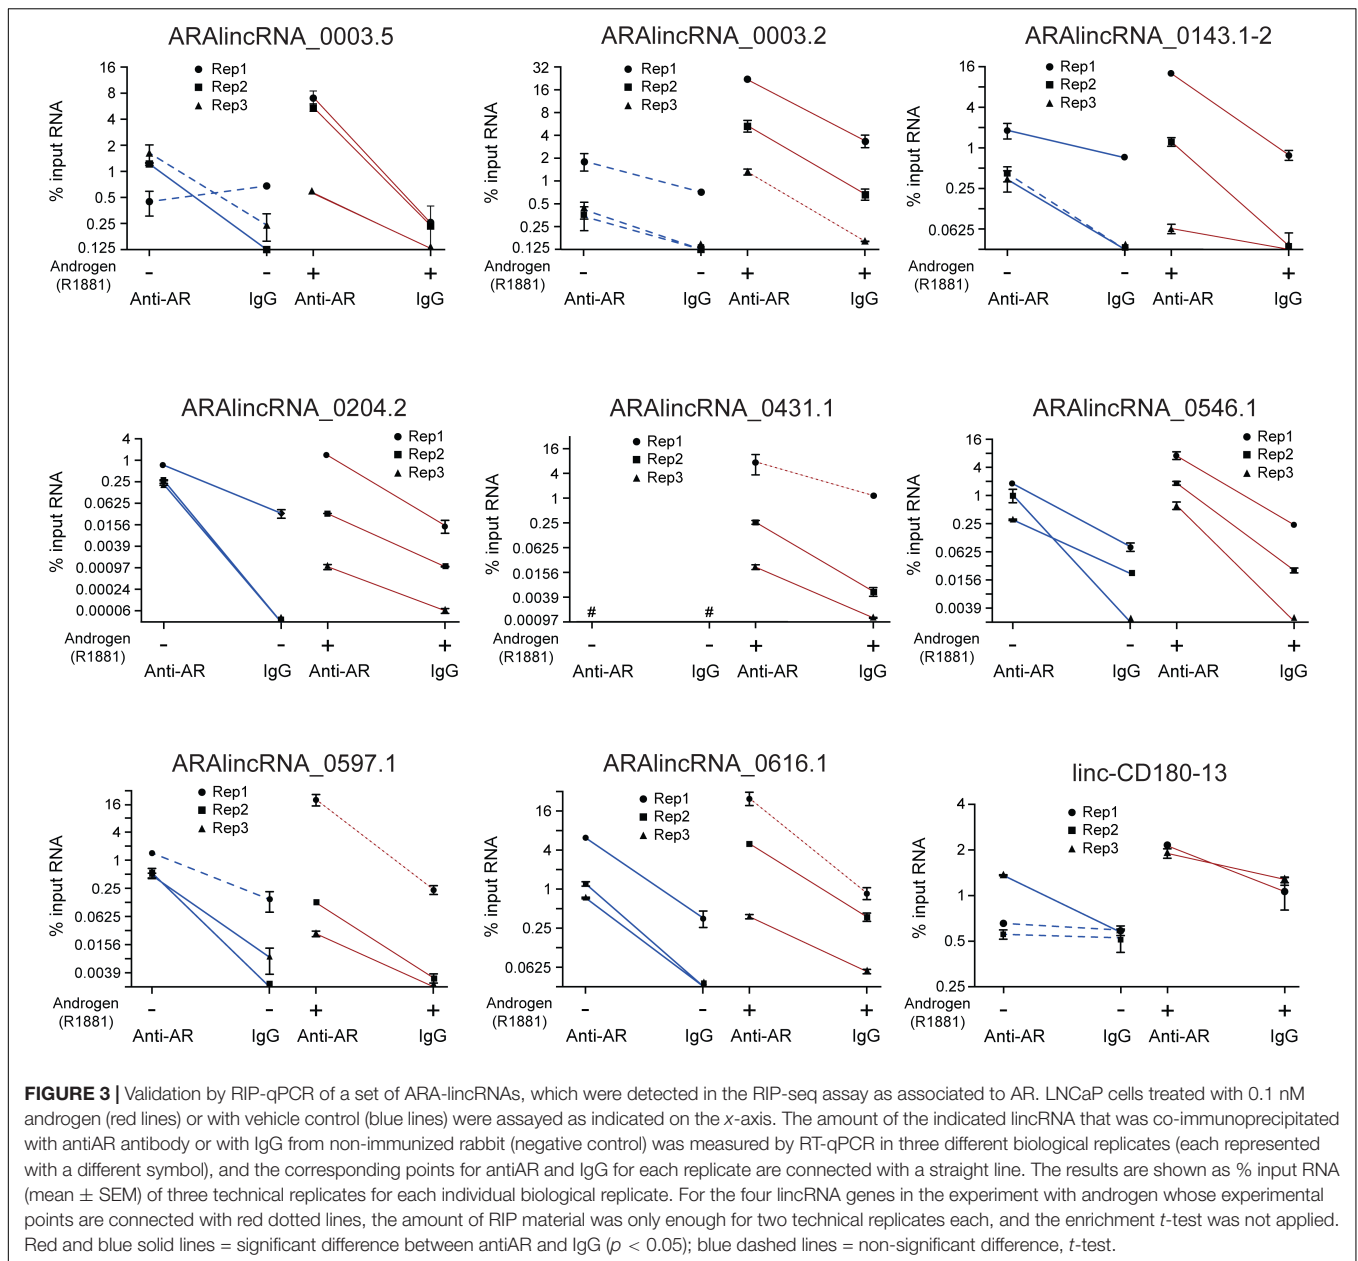 ARAlincRNA_0003.5
Rep1
Rep2
Rep3
% input RNA
16
8
4
2
1
0.5
0.25
0.125
Androgen
(R1881)
- - + +
Anti-AR IgG Anti-AR IgG
ARAlincRNA_0003.2
Rep1
Rep2
Rep3
% input RNA
32
16
8
4
2
1
0.5
0.25
0.125
Androgen
(R1881)
- - + +
Anti-AR IgG Anti-AR IgG
ARAlincRNA_0143.1-2
Rep1
Rep2
Rep3
% input RNA
16
4
1
0.25
0.0625
Androgen
(R1881)
- - + +
Anti-AR IgG Anti-AR IgG
ARAlincRNA_0204.2
Rep1
Rep2
Rep3
% input RNA
4
1
0.25
0.0625
0.0156
0.0039
0.00097
0.00024
0.00006
Androgen
(R1881)
- - + +
Anti-AR IgG Anti-AR IgG
ARAlincRNA_0431.1
Rep1
Rep2
Rep3
% input RNA
16
4
1
0.25
0.0625
0.0156
0.0039
0.00097
# #
Androgen
(R1881)
- - + +
Anti-AR IgG Anti-AR IgG
ARAlincRNA_0546.1
Rep1
Rep2
Rep3
% input RNA
16
4
1
0.25
0.0625
0.0156
0.0039
Androgen
(R1881)
- - + +
Anti-AR IgG Anti-AR IgG
ARAlincRNA_0597.1
Rep1
Rep2
Rep3
% input RNA
16
4
1
0.25
0.0625
0.0156
0.0039
Androgen
(R1881)
- - + +
Anti-AR IgG Anti-AR IgG
ARAlincRNA_0616.1
Rep1
Rep2
Rep3
% input RNA
16
4
1
0.25
0.0625
Androgen
(R1881)
- - + +
Anti-AR IgG Anti-AR IgG
linc-CD180-13
Rep1
Rep2
Rep3
% input RNA
4
2
1
0.5
0.25
Androgen
(R1881)
- - + +
Anti-AR IgG Anti-AR IgG
FIGURE 3 | Validation by RIP-qPCR of a set of ARA-lincRNAs, which were detected in the RIP-seq assay as associated to AR. LNCaP cells treated with 0.1 nM
androgen (red lines) or with vehicle control (blue lines) were assayed as indicated on the x-axis. The amount of the indicated lincRNA that was co-immunoprecipitated
with antiAR antibody or with IgG from non-immunized rabbit (negative control) was measured by RT-qPCR in three different biological replicates (each represented
with a different symbol), and the corresponding points for antiAR and IgG for each replicate are connected with a straight line. The results are shown as % input RNA
(mean ± SEM) of three technical replicates for each individual biological replicate. For the four lincRNA genes in the experiment with androgen whose experimental
points are connected with red dotted lines, the amount of RIP material was only enough for two technical replicates each, and the enrichment t-test was not applied.
Red and blue solid lines = significant difference between antiAR and IgG (p < 0.05); blue dashed lines = non-significant difference, t-test.